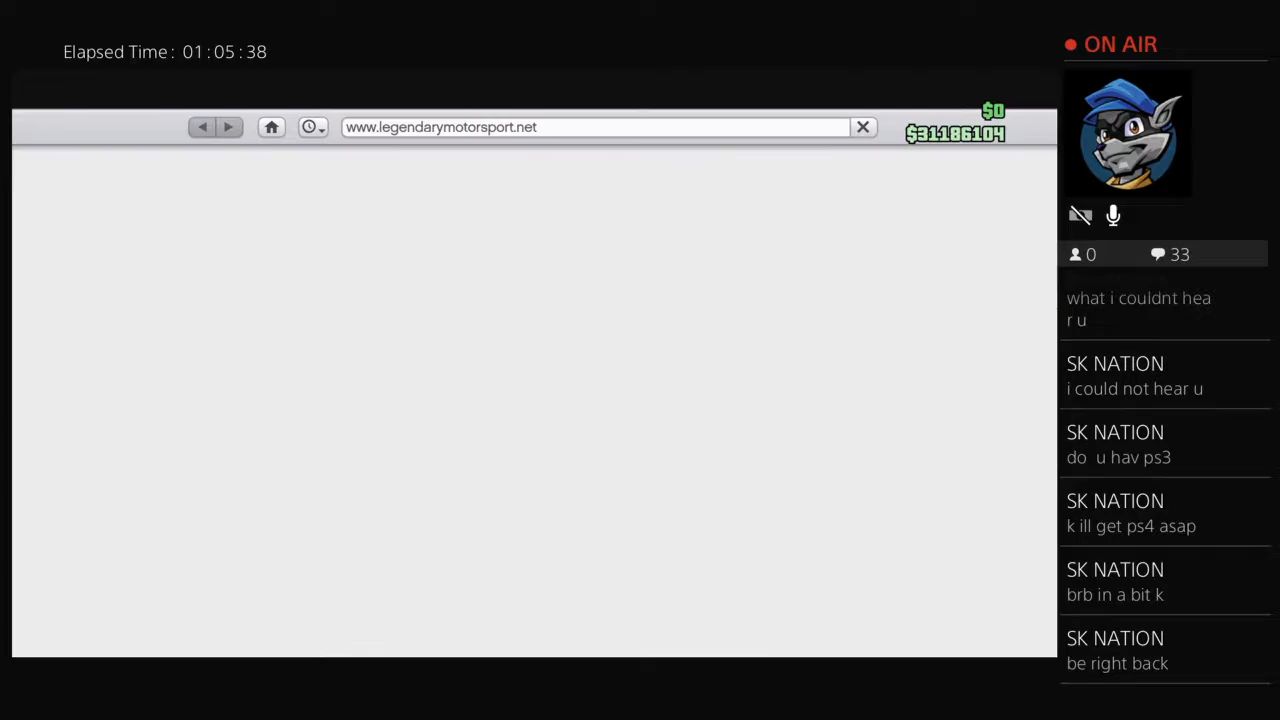 Elapsed Time: 01:05:38
ON AIR
www.legendarymotorsport.net
$0
$31186104
0
33
what i couldnt hea
r u
SK NATION
i could not hear u
SK NATION
do u hav ps3
SK NATION
k ill get ps4 asap
SK NATION
brb in a bit k
SK NATION
be right back